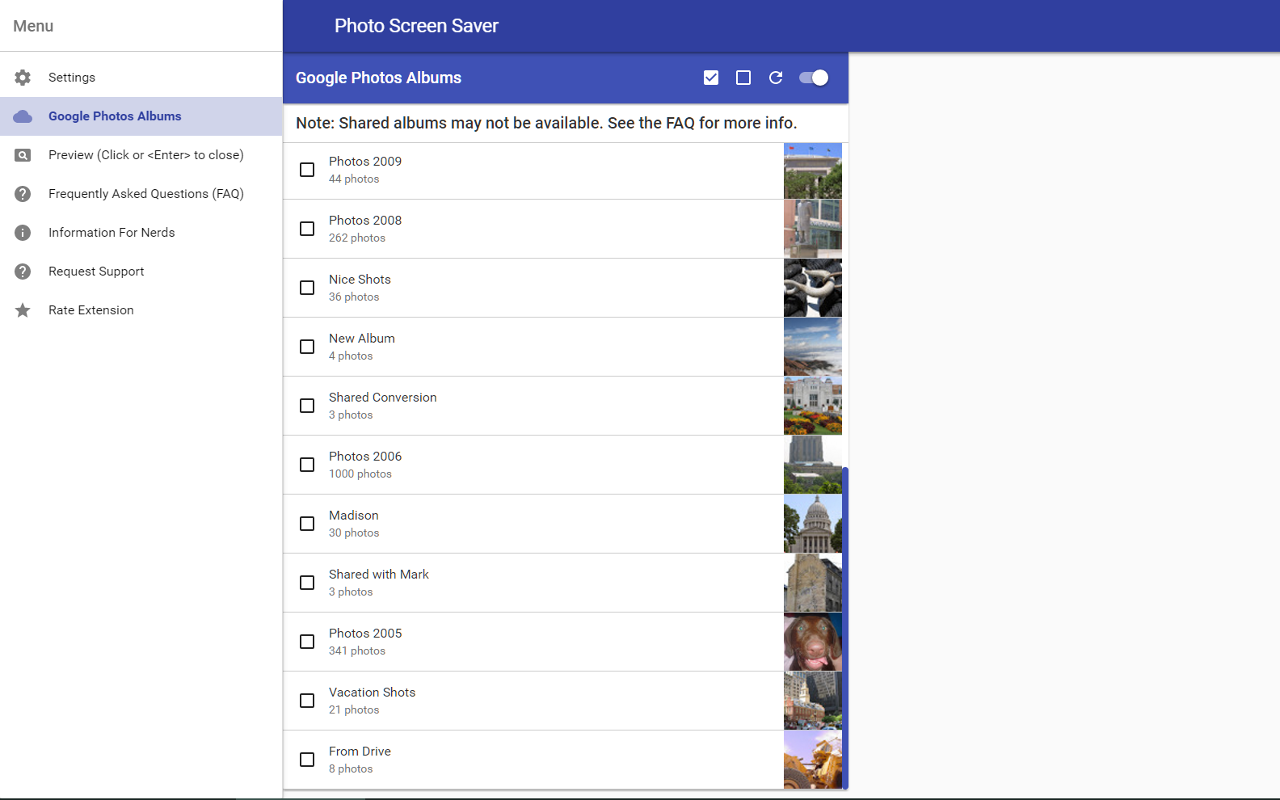 Menu
Photo Screen Saver
Settings
Google Photos Albums
Preview (Click or <Enter> to close)
Frequently Asked Questions (FAQ)
Information For Nerds
Request Support
Rate Extension
Google Photos Albums
Note: Shared albums may not be available. See the FAQ for more info.
Photos 2009
44 photos
Photos 2008
262 photos
Nice Shots
36 photos
New Album
4 photos
Shared Conversion
3 photos
Photos 2006
1000 photos
Madison
30 photos
Shared with Mark
3 photos
Photos 2005
341 photos
Vacation Shots
21 photos
From Drive
8 photos